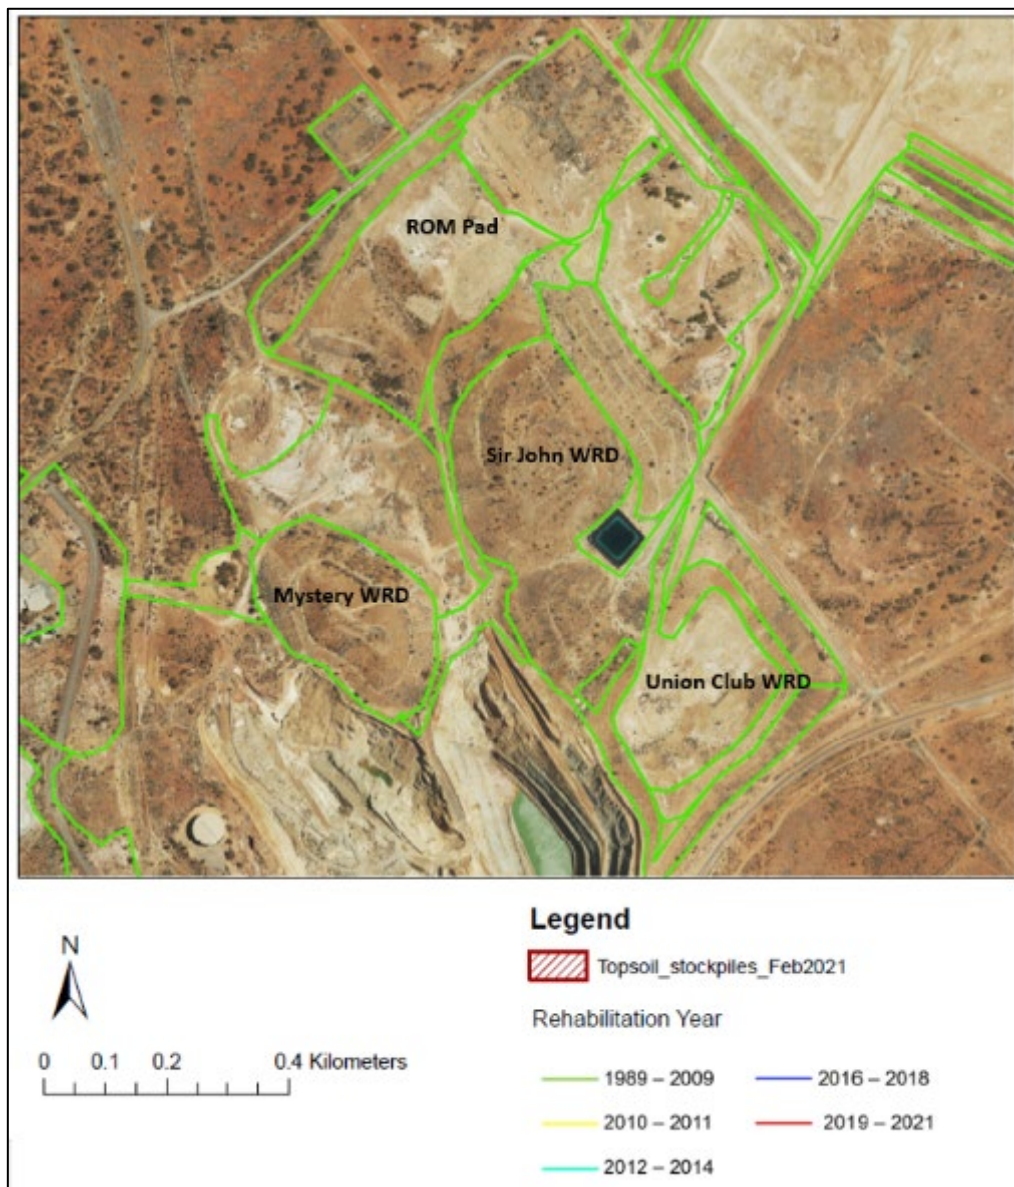 ROM Pad
Sir John WRD
Mystery WRD
Union Club WRD
Legend
N
Topsoil_stockpiles_Feb2021
Rehabilitation Year
0 0.1 0.2 0.4 Kilometers
1989 – 2009 2016 – 2018
2010 – 2011 2019 – 2021
2012 – 2014